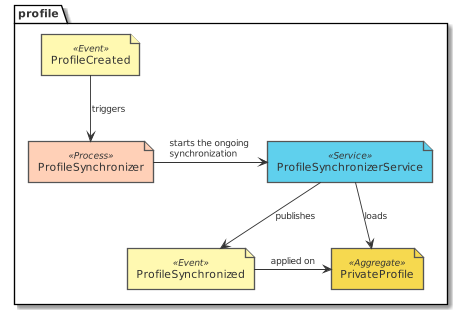 profile
«Event»
ProfileCreated
triggers
«Process»
ProfileSynchronizer
starts the ongoing
synchronization
«Service»
ProfileSynchronizerService
publishes
loads
«Event»
ProfileSynchronized
applied on
«Aggregate»
PrivateProfile